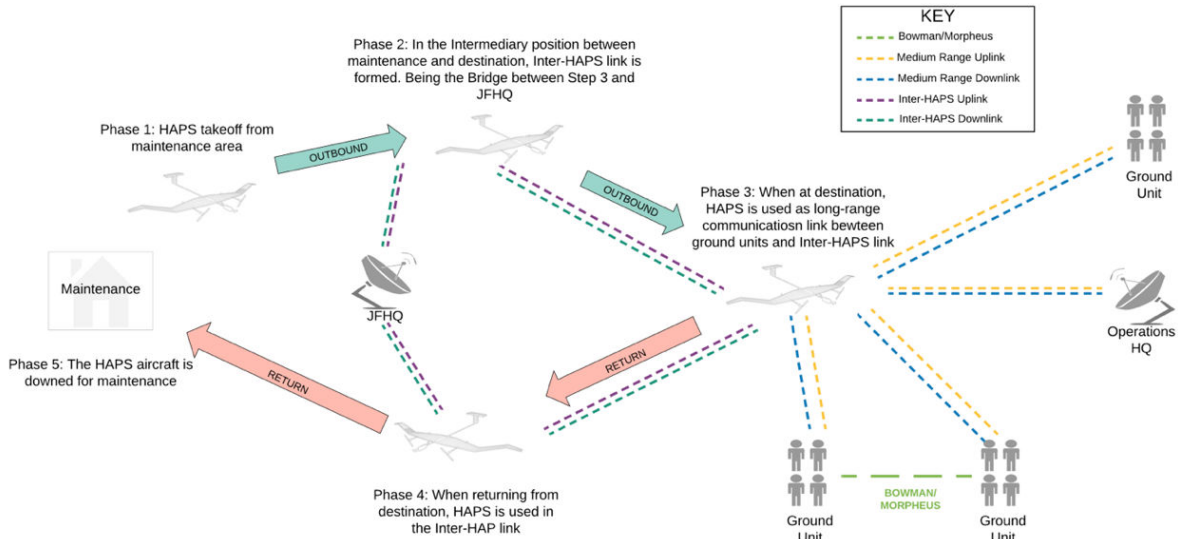 KEY
Bowman/Morpheus
Medium Range Uplink
Medium Range Downlink
Inter-HAPS Uplink
Inter-HAPS Downlink
Phase 2: In the Intermediary position between
maintenance and destination, Inter-HAPS link is
formed. Being the Bridge between Step 3 and
JFHQ
Phase 1: HAPS takeoff from
maintenance area
OUTBOUND
OUTBOUND
Phase 3: When at destination,
HAPS is used as long-range
communicatiosn link bewteen
ground units and Inter-HAPS link
Ground
Unit
Maintenance
JFHQ
Operations
HQ
Phase 5: The HAPS aircraft is
downed for maintenance
RETURN
RETURN
Phase 4: When returning from
destination, HAPS is used in
the Inter-HAP link
BOWMAN/
MORPHEUS
Ground
Unit
Ground
Unit